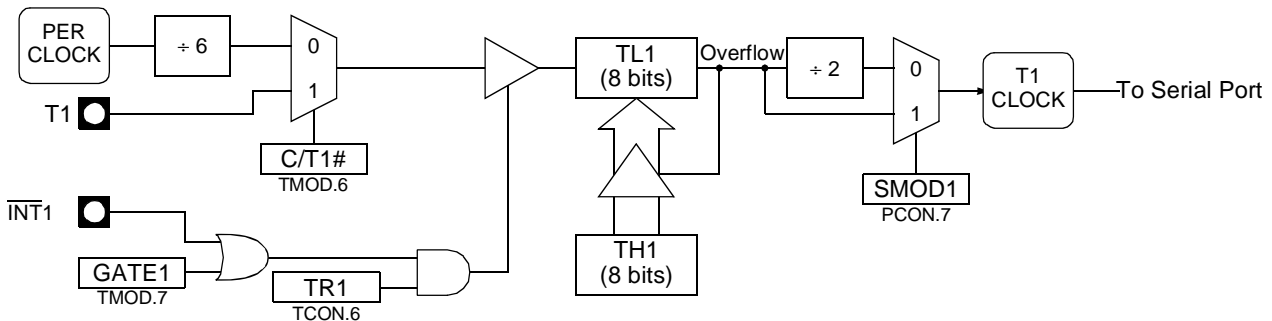 PER
CLOCK
÷ 6
0
1
T1
C/T1#
TMOD.6
INT1
GATE1
TMOD.7
TR1
TCON.6
TL1
(8 bits)
TH1
(8 bits)
Overflow
÷ 2
0
1
SMOD1
PCON.7
T1
CLOCK
To Serial Port